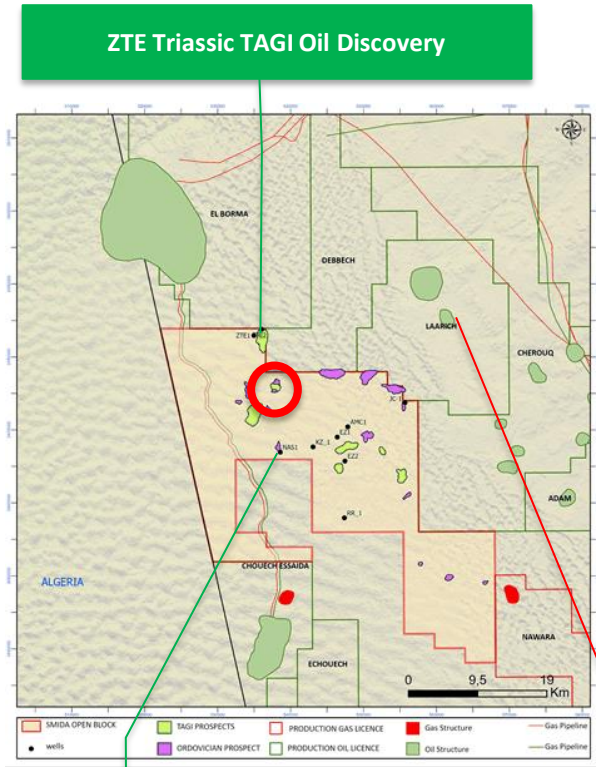 ZTE Triassic TAGI Oil Discovery
EL BORMA
DEBBECH
ZTE1
LAARICH
CHEROUQ
JC-1
AMC1
EZ1
KZ_1
NAS1
EZ2
ADAM
RR_1
CHOUECH ESSAIDA
ALGERIA
NAWARA
ECHOUECH
0 9,5 19
Km
SMIDA OPEN BLOCK
TAGI PROSPECTS
PRODUCTION GAS LICENCE
Gas Structure
Gas Pipeline
wells
ORDOVICIAN PROSPECT
PRODUCTION OIL LICENCE
Oil Structure
Gas Pipeline